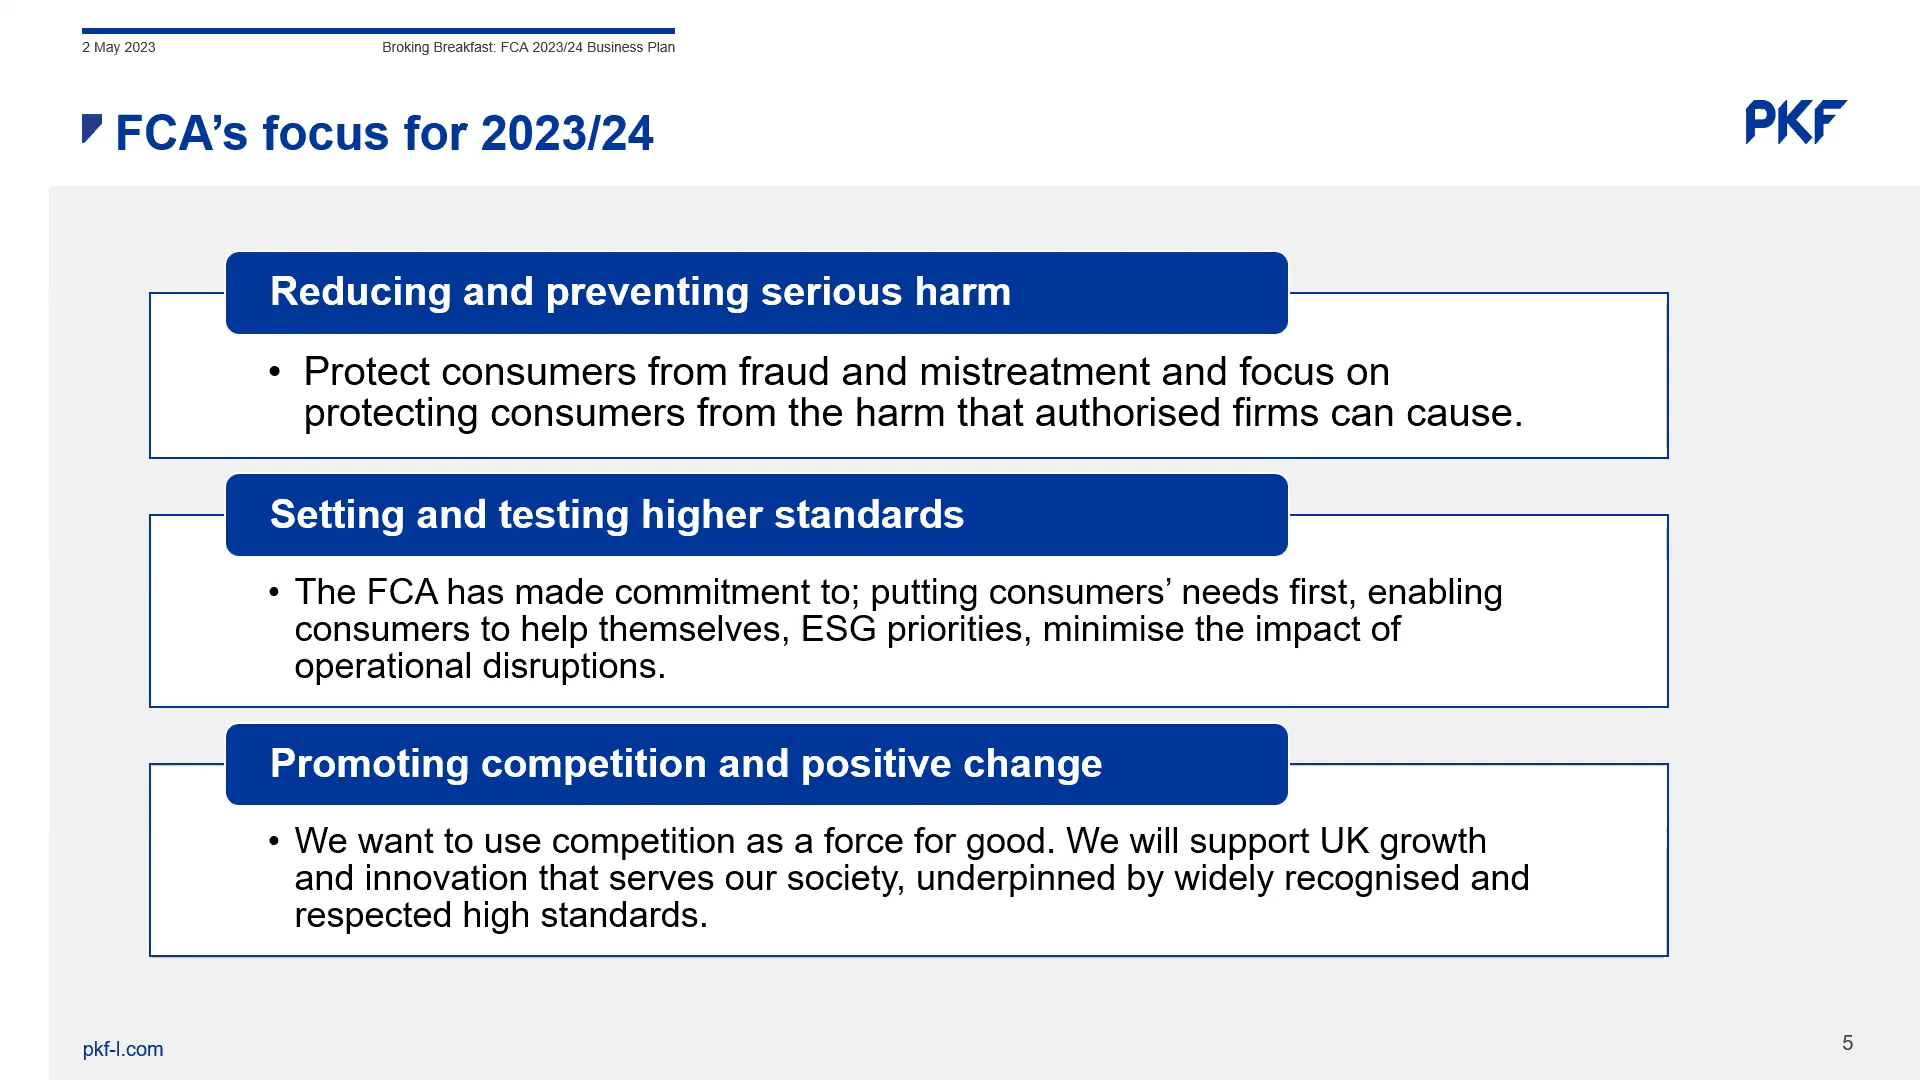 2 May 2023
Broking Breakfast: FCA 2023/24 Business Plan
FCA’s focus for 2023/24
PKF
Reducing and preventing serious harm
• Protect consumers from fraud and mistreatment and focus on
protecting consumers from the harm that authorised firms can cause.
Setting and testing higher standards
• The FCA has made commitment to; putting consumers’ needs first, enabling
consumers to help themselves, ESG priorities, minimise the impact of
operational disruptions.
Promoting competition and positive change
• We want to use competition as a force for good. We will support UK growth
and innovation that serves our society, underpinned by widely recognised and
respected high standards.
pkf-l.com
5